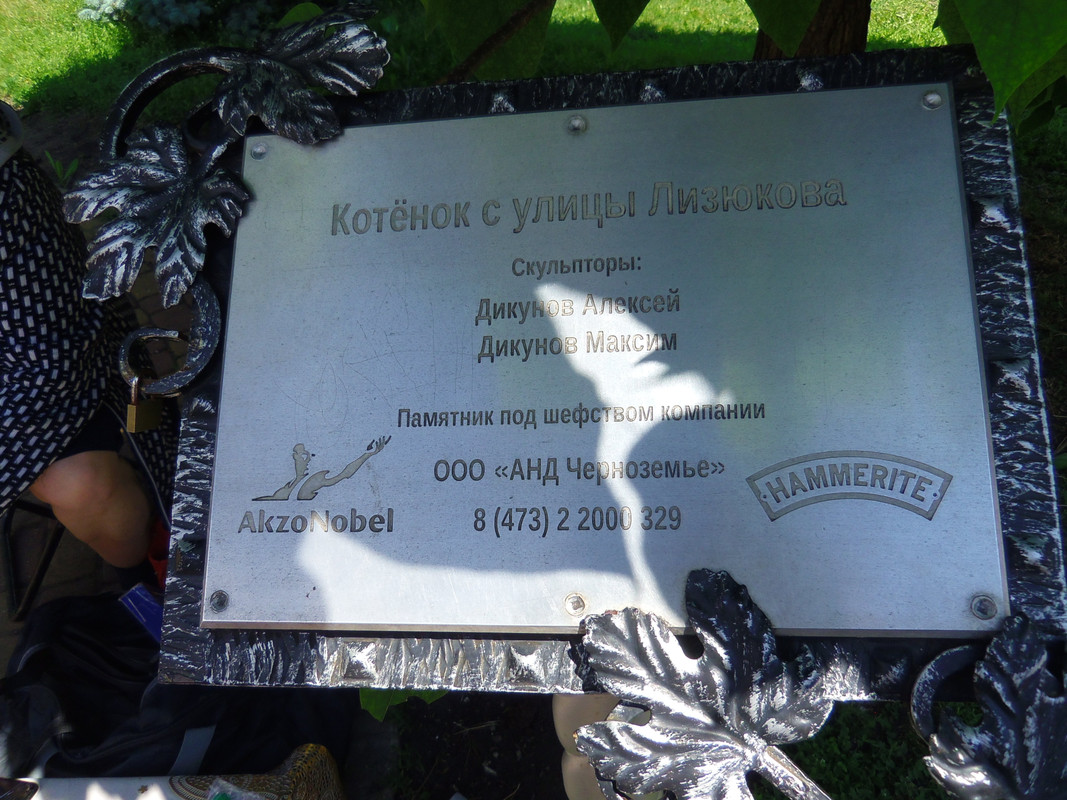 Котёнок с улицы Лизюкова
Скульпторы:
Дикунов Алексей
Дикунов Максим
Памятник под шефством компании
ООО «АНД Черноземье»
8 (473) 2 2000 329
AkzoNobel
HAMMERITE